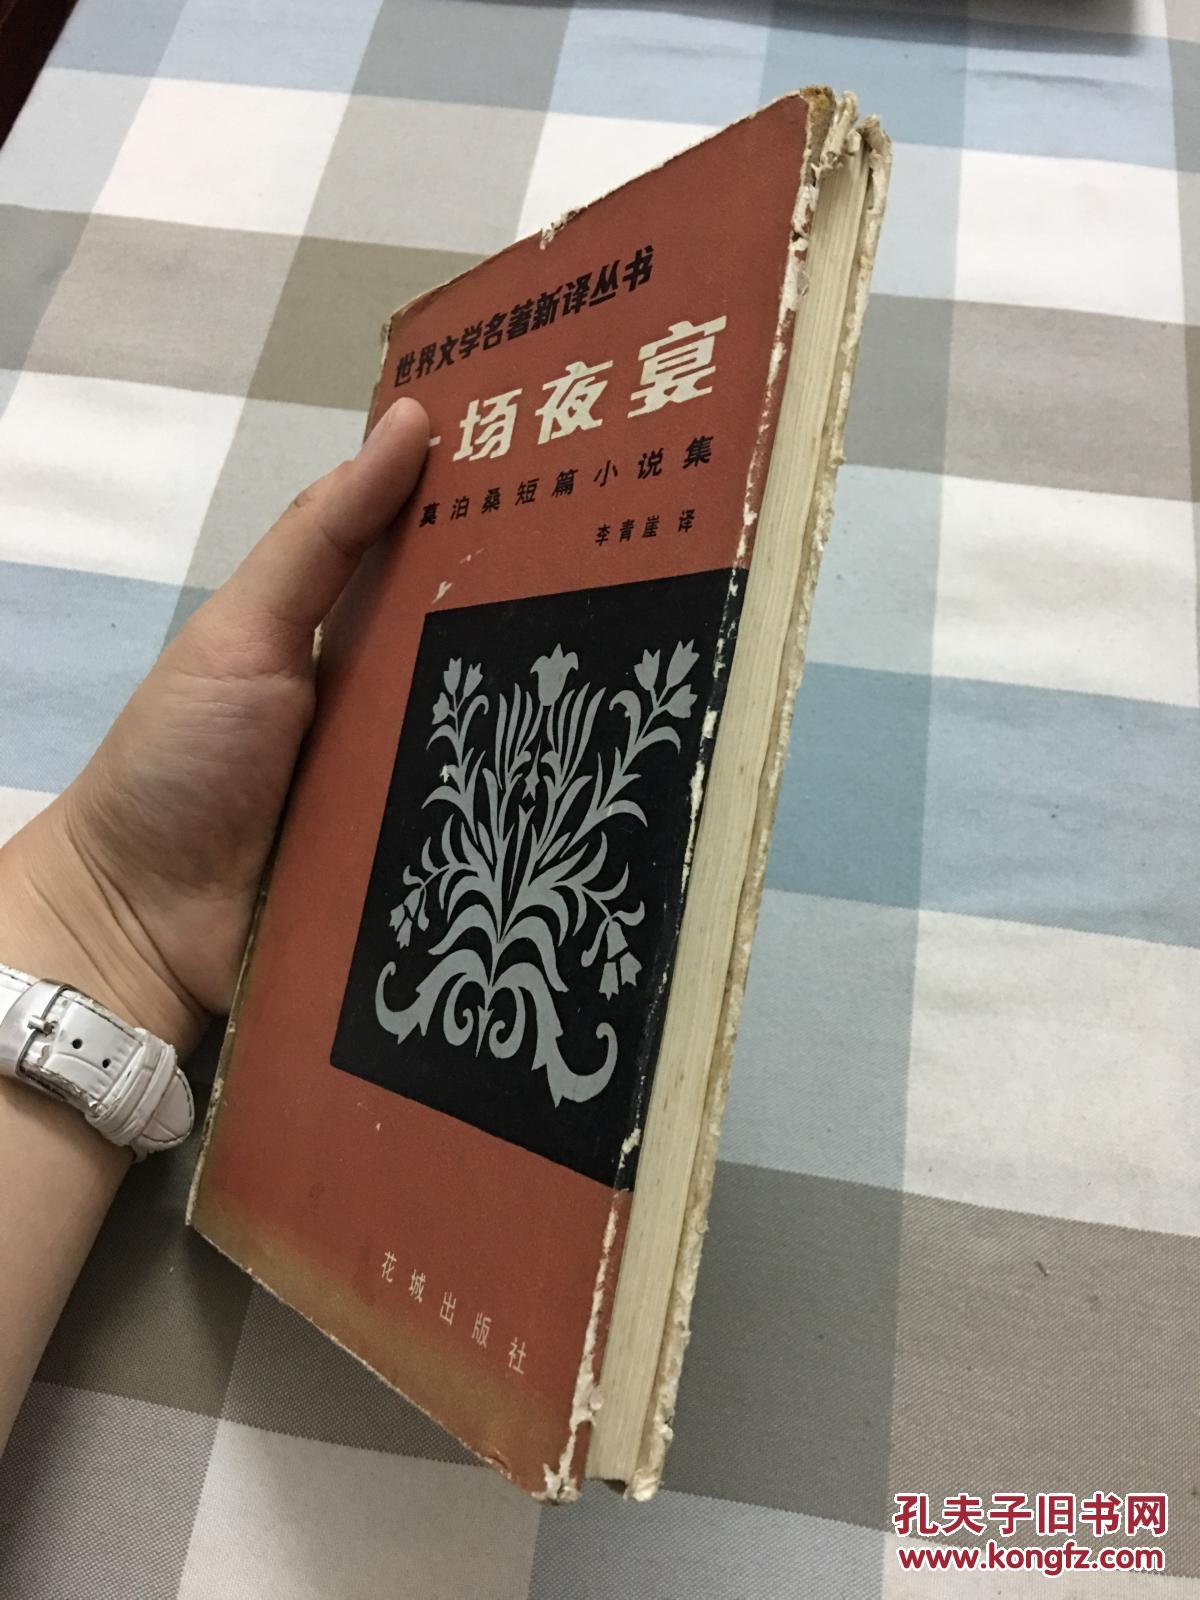 世界文学名著新译丛书
一场夜宴
莫泊桑短篇小说集
李青崖 译
花城出版社
孔夫子旧书网
www.kongfz.com